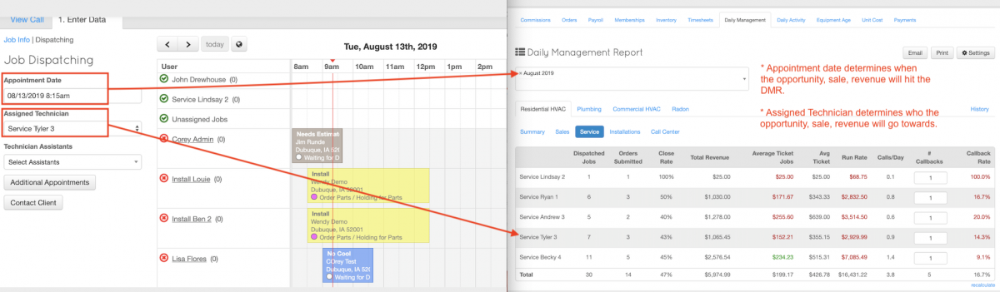 View Call
1. Enter Data
Job Info | Dispatching
Job Dispatching
Appointment Date
08/13/2019 8:15am
Assigned Technician
Service Tyler 3
Technician Assistants
Select Assistants
Additional Appointments
Contact Client
today
Tue, August 13th, 2019
User
8am 9am 10am 11am 12pm 1pm 2pm
John Drewhouse (0)
Service Lindsay 2 (0)
Unassigned Jobs
Corey Admin (0)
Needs Estimat
Jim Runde
Dubuque, IA 520
Waiting for D
Install Louie (0)
Install
Wendy Demo
Dubuque, IA 52001
Order Parts / Holding for Parts
Install Ben 2 (0)
Install
Wendy Demo
Dubuque, IA 52001
Order Parts / Holding for Parts
Lisa Flores (0)
No Cool
COrey Test
Dubuque, IA 520
Waiting for D
Commissions Orders Payroll Memberships Inventory Timesheets Daily Management Daily Activity Equipment Age Unit Cost Payments
Daily Management Report
Email Print Settings
× August 2019
* Appointment date determines when
the opportunity, sale, revenue will hit the
DMR.
* Assigned Technician determines who the
opportunity, sale, revenue will go towards.
Residential HVAC Plumbing Commercial HVAC Radon History
Summary Sales Service Installations Call Center
Dispatched Jobs Orders Submitted Close Rate Total Revenue Average Ticket Jobs Avg Ticket Run Rate Calls/Day # Callbacks Callback Rate
Service Lindsay 2 1 1 100% $25.00 $25.00 $25.00 $68.75 0.1 1 100.0%
Service Ryan 1 6 3 50% $1,030.00 $171.67 $343.33 $2,832.50 0.8 1 16.7%
Service Andrew 3 5 2 40% $1,278.00 $255.60 $639.00 $3,514.50 0.6 1 20.0%
Service Tyler 3 7 3 43% $1,065.45 $152.21 $355.15 $2,929.99 0.9 1 14.3%
Service Becky 4 11 5 45% $2,576.54 $234.23 $515.31 $7,085.49 1.4 1 9.1%
Total 30 14 47% $5,974.99 $199.17 $426.78 $16,431.22 3.8 5 16.7%
recalculate